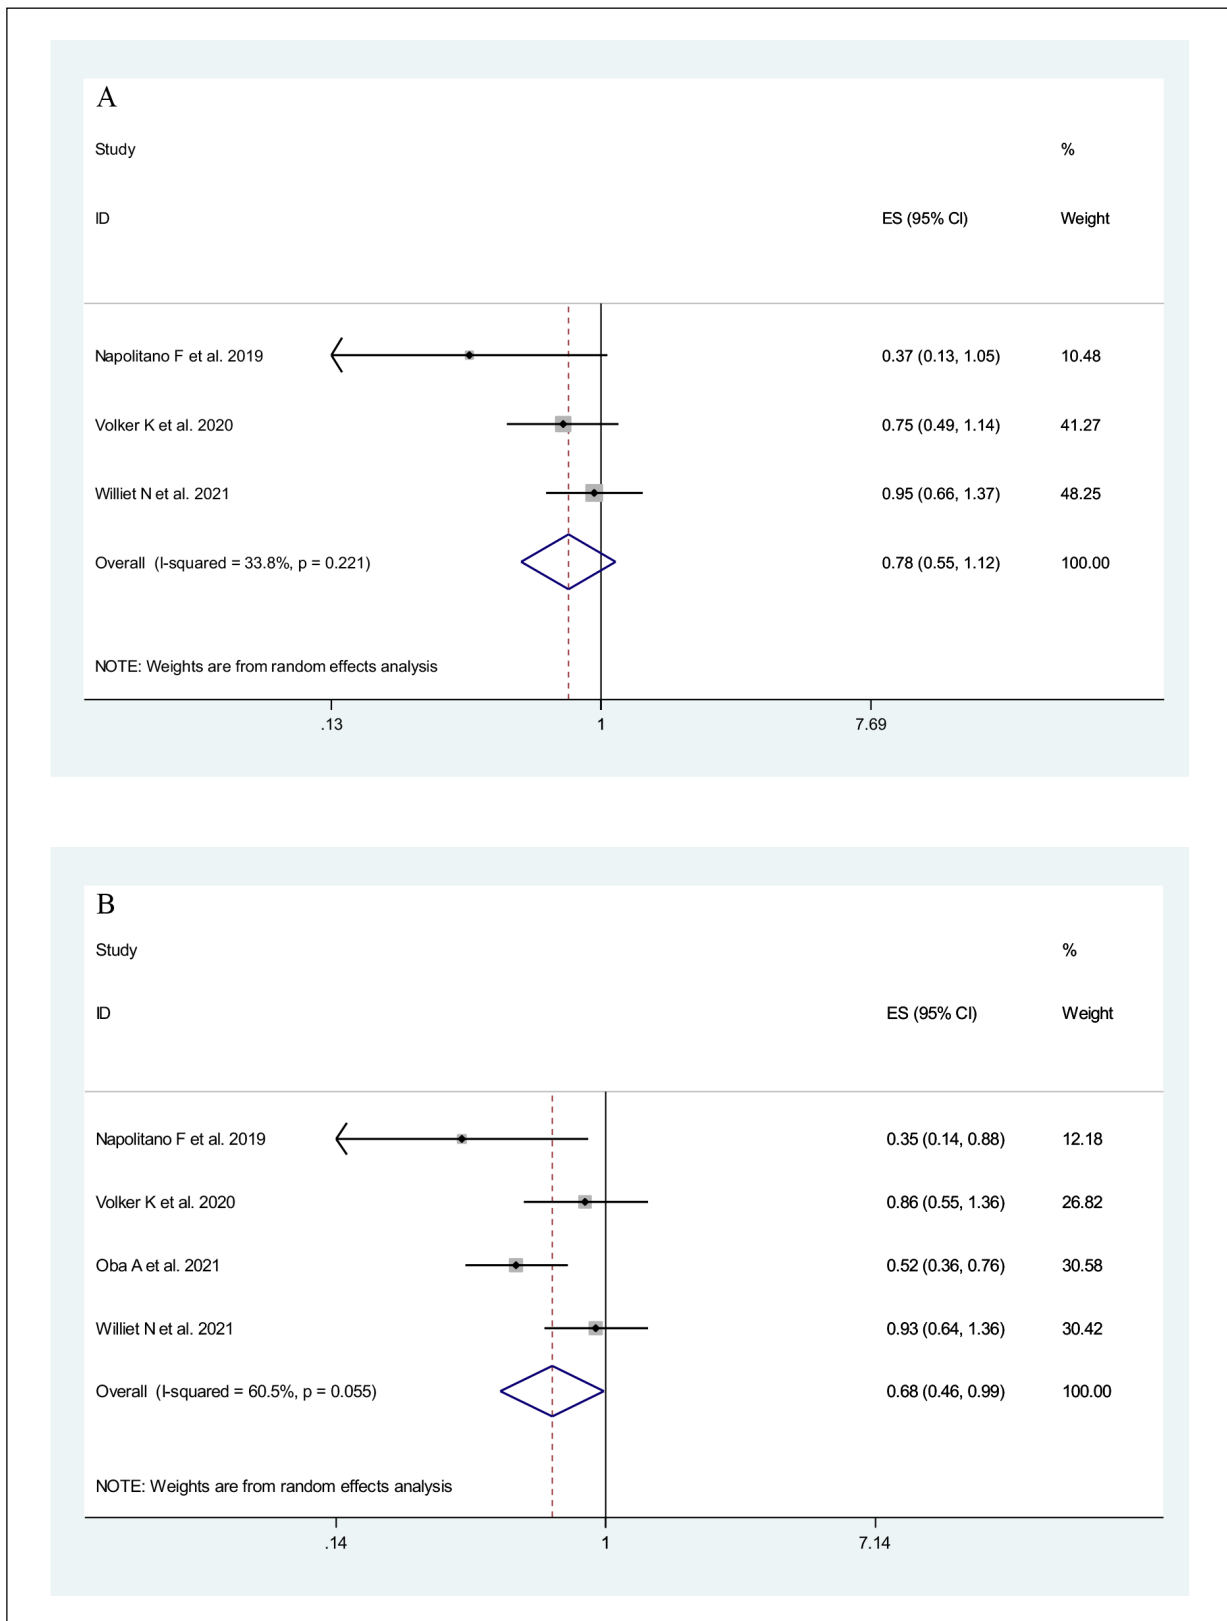 A
Study %
ID ES (95% CI) Weight
Napolitano F et al. 2019 0.37 (0.13, 1.05) 10.48
Volker K et al. 2020 0.75 (0.49, 1.14) 41.27
Williet N et al. 2021 0.95 (0.66, 1.37) 48.25
Overall (I-squared = 33.8%, p = 0.221) 0.78 (0.55, 1.12) 100.00
NOTE: Weights are from random effects analysis
.13 1 7.69
B
Study %
ID ES (95% CI) Weight
Napolitano F et al. 2019 0.35 (0.14, 0.88) 12.18
Volker K et al. 2020 0.86 (0.55, 1.36) 26.82
Oba A et al. 2021 0.52 (0.36, 0.76) 30.58
Williet N et al. 2021 0.93 (0.64, 1.36) 30.42
Overall (I-squared = 60.5%, p = 0.055) 0.68 (0.46, 0.99) 100.00
NOTE: Weights are from random effects analysis
.14 1 7.14